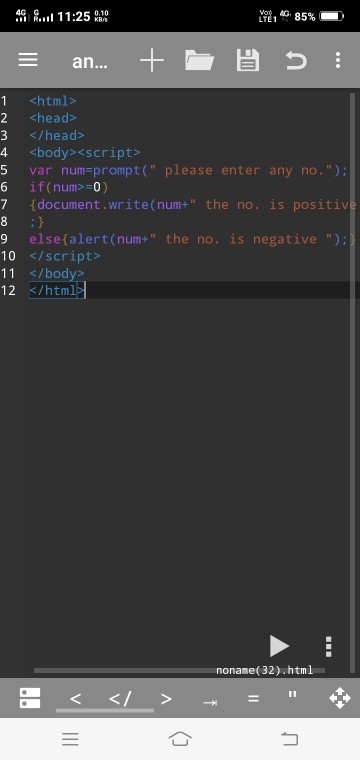 4G G 11:25 0.10 KB/s Vo) LTE1 4G 85%
an...
1 <html>
2 <head>
3 </head>
4 <body><script>
5 var num=prompt(" please enter any no.");
6 if(num>=0)
7 {document.write(num+" the no. is positive
8 ;}
9 else{alert(num+" the no. is negative ");}
10 </script>
11 </body>
12 </html>
noname(32).html
< </ > = "